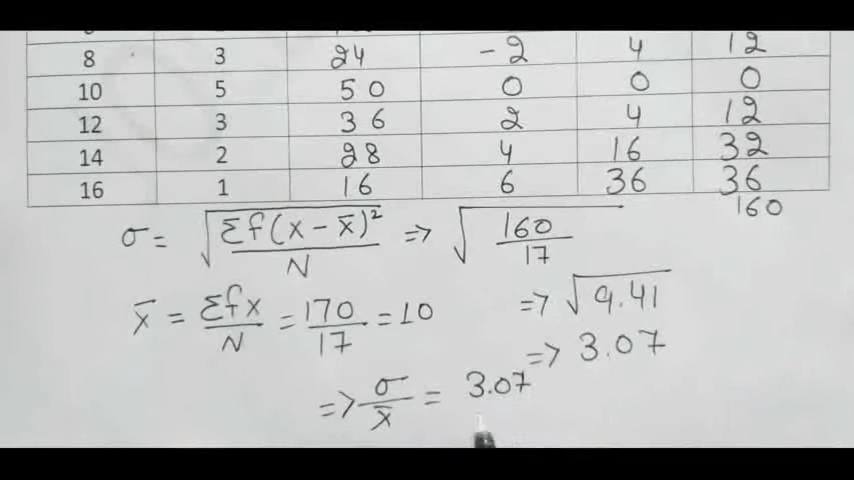 8 3 24 -2 4 12
10 5 50 0 0 0
12 3 36 2 4 12
14 2 28 4 16 32
16 1 16 6 36 36
160
σ = √Σf(x - x̄)²/N => √160/17
x̄ = Σfx/N = 170/17 = 10 => √9.41
=> 3.07
=> σ/x̄ = 3.07